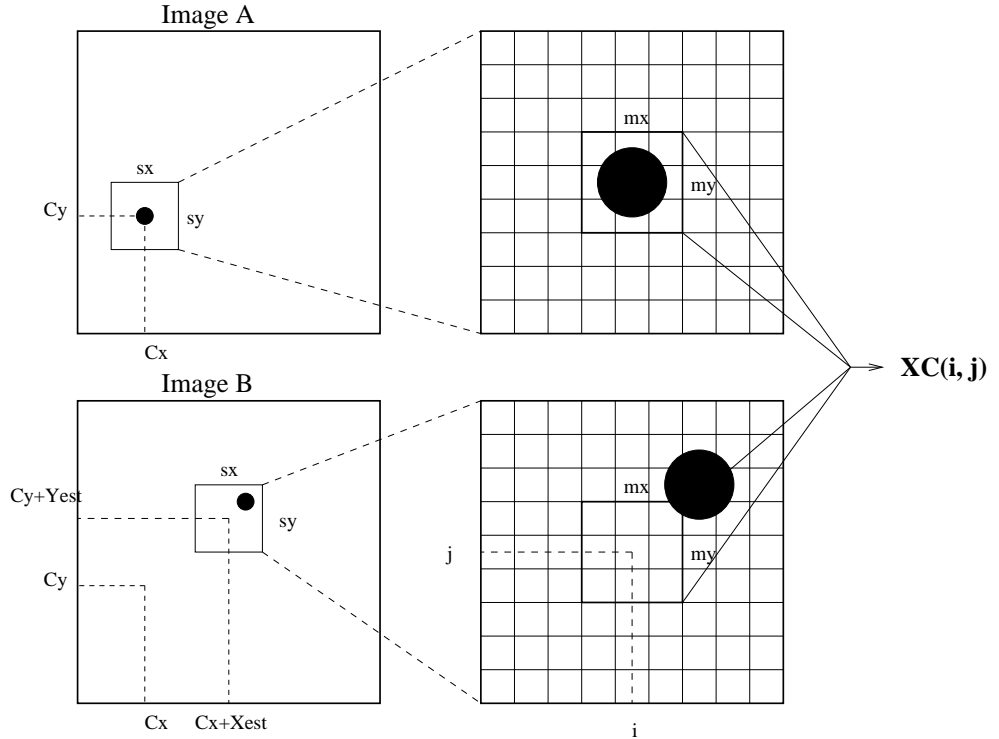 Image A
mx
sx
my
Cy
sy
Cx
XC(i, j)
Image B
sx
mx
Cy+Yest
sy
j
my
Cy
Cx
Cx+Xest
i